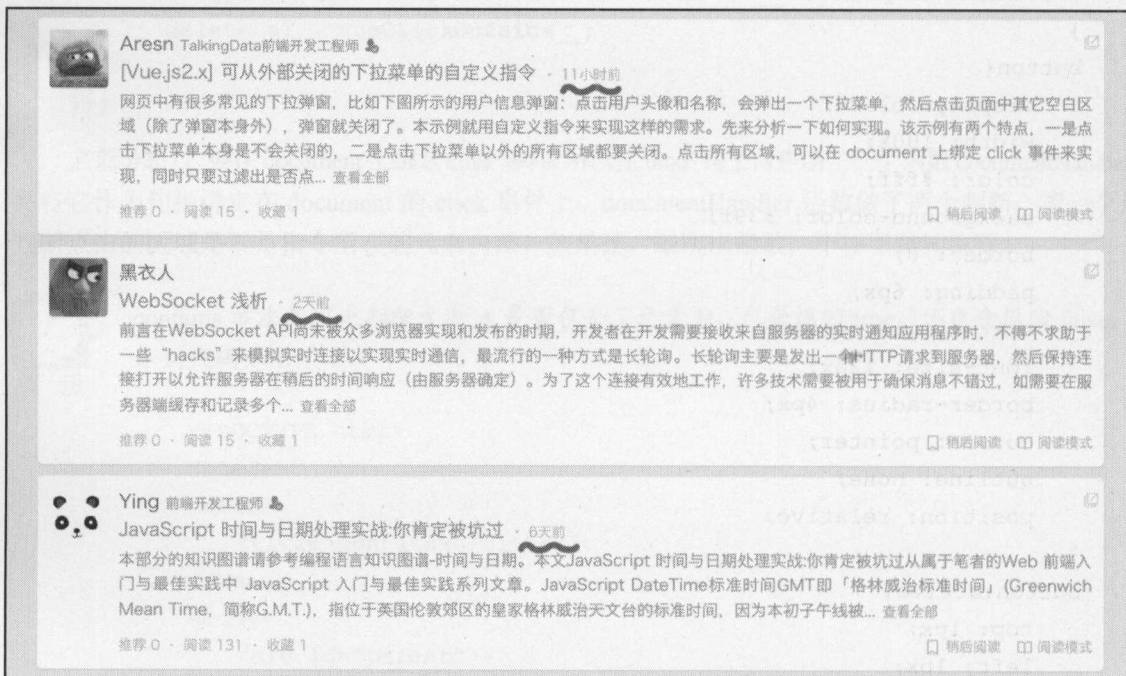 Aresn TalkingData前端开发工程师
[Vue.js2.x] 可从外部关闭的下拉菜单的自定义指令 · 11小时前
网页中有很多常见的下拉弹窗，比如下图所示的用户信息弹窗：点击用户头像和名称，会弹出一个下拉菜单，然后点击页面中其它空白区
域（除了弹窗本身外），弹窗就关闭了。本示例就用自定义指令来实现这样的需求。先来分析一下如何实现。该示例有两个特点，一是点
击下拉菜单本身是不会关闭的，二是点击下拉菜单以外的所有区域都要关闭。点击所有区域，可以在 document 上绑定 click 事件来实
现，同时只要过滤出是否点... 查看全部
推荐 0 · 阅读 15 · 收藏 1 稍后阅读 阅读模式
黑衣人
WebSocket 浅析 · 2天前
前言在WebSocket API尚未被众多浏览器实现和发布的时期，开发者在开发需要接收来自服务器的实时通知应用程序时，不得不求助于
一些“hacks”来模拟实时连接以实现实时通信，最流行的一种方式是长轮询。长轮询主要是发出一个HTTP请求到服务器，然后保持连
接打开以允许服务器在稍后的时间响应（由服务器确定）。为了这个连接有效地工作，许多技术需要被用于确保消息不错过，如需要在服
务器端缓存和记录多个... 查看全部
推荐 0 · 阅读 15 · 收藏 1 稍后阅读 阅读模式
Ying 前端开发工程师
JavaScript 时间与日期处理实战:你肯定被坑过 · 6天前
本部分的知识图谱请参考编程语言知识图谱-时间与日期。本文JavaScript 时间与日期处理实战:你肯定被坑过从属于笔者的Web 前端入
门与最佳实践中 JavaScript 入门与最佳实践系列文章。JavaScript DateTime标准时间GMT即「格林威治标准时间」(Greenwich
Mean Time，简称G.M.T.)，指位于英国伦敦郊区的皇家格林威治天文台的标准时间，因为本初子午线被... 查看全部
推荐 0 · 阅读 131 · 收藏 1 稍后阅读 阅读模式